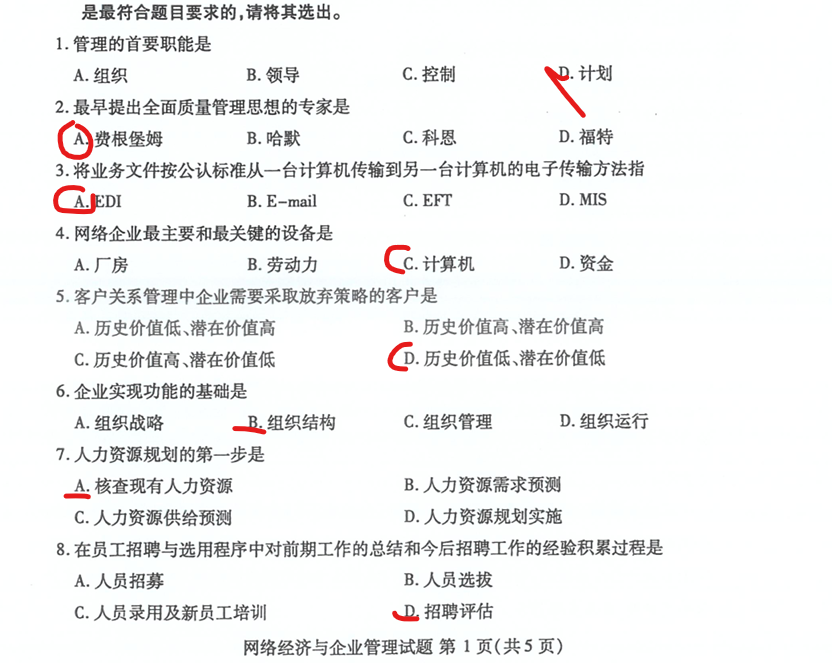 是最符合题目要求的,请将其选出。
1. 管理的首要职能是
A. 组织 B. 领导 C. 控制 D. 计划
2. 最早提出全面质量管理思想的专家是
A. 费根堡姆 B. 哈默 C. 科恩 D. 福特
3. 将业务文件按公认标准从一台计算机传输到另一台计算机的电子传输方法指
A. EDI B. E-mail C. EFT D. MIS
4. 网络企业最主要和最关键的设备是
A. 厂房 B. 劳动力 C. 计算机 D. 资金
5. 客户关系管理中企业需要采取放弃策略的客户是
A. 历史价值低、潜在价值高 B. 历史价值高、潜在价值高
C. 历史价值高、潜在价值低 D. 历史价值低、潜在价值低
6. 企业实现功能的基础是
A. 组织战略 B. 组织结构 C. 组织管理 D. 组织运行
7. 人力资源规划的第一步是
A. 核查现有人力资源 B. 人力资源需求预测
C. 人力资源供给预测 D. 人力资源规划实施
8. 在员工招聘与选用程序中对前期工作的总结和今后招聘工作的经验积累过程是
A. 人员招募 B. 人员选拔
C. 人员录用及新员工培训 D. 招聘评估
网络经济与企业管理试题 第 1 页(共 5 页)